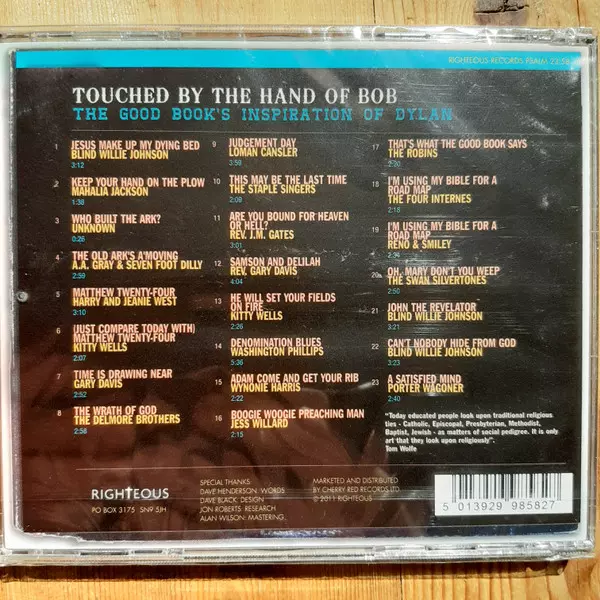 RIGHTEOUS RECORDS PSALM 23:58
TOUCHED BY THE HAND OF BOB
THE GOOD BOOK'S INSPIRATION OF DYLAN
1 JESUS MAKE UP MY DYING BED
BLIND WILLIE JOHNSON
3:12
2 KEEP YOUR HAND ON THE PLOW
MAHALIA JACKSON
1:38
3 WHO BUILT THE ARK?
UNKNOWN
0:26
4 THE OLD ARK'S A'MOVING
A.A. GRAY & SEVEN FOOT DILLY
2:59
5 MATTHEW TWENTY-FOUR
HARRY AND JEANIE WEST
3:10
6 (JUST COMPARE TODAY WITH)
MATTHEW TWENTY-FOUR
KITTY WELLS
2:07
7 TIME IS DRAWING NEAR
GARY DAVIS
2:52
8 THE WRATH OF GOD
THE DELMORE BROTHERS
2:58
9 JUDGEMENT DAY
LOMAN CANSLER
3:59
10 THIS MAY BE THE LAST TIME
THE STAPLE SINGERS
2:09
11 ARE YOU BOUND FOR HEAVEN
OR HELL?
REV. J.M. GATES
3:01
12 SAMSON AND DELILAH
REV. GARY DAVIS
4:04
13 HE WILL SET YOUR FIELDS
ON FIRE
KITTY WELLS
2:26
14 DENOMINATION BLUES
WASHINGTON PHILLIPS
5:36
15 ADAM COME AND GET YOUR RIB
WYNONIE HARRIS
2:22
16 BOOGIE WOOGIE PREACHING MAN
JESS WILLARD
2:15
17 THAT'S WHAT THE GOOD BOOK SAYS
THE ROBINS
2:20
18 I'M USING MY BIBLE FOR A
ROAD MAP
THE FOUR INTERNES
2:18
19 I'M USING MY BIBLE FOR A
ROAD MAP
RENO & SMILEY
2:34
20 OH, MARY DON'T YOU WEEP
THE SWAN SILVERTONES
2:50
21 JOHN THE REVELATOR
BLIND WILLIE JOHNSON
3:21
22 CAN'T NOBODY HIDE FROM GOD
BLIND WILLIE JOHNSON
3:23
23 A SATISFIED MIND
PORTER WAGONER
2:40
"Today educated people look upon traditional religious
ties - Catholic, Episcopal, Presbyterian, Methodist,
Baptist, Jewish - as matters of social pedigree. It is only
art that they look upon religiously".
Tom Wolfe
RIGHTEOUS
PO BOX 3175 SN9 5JH
SPECIAL THANKS:
DAVE HENDERSON: WORDS
DAVE BLACK: DESIGN
JON ROBERTS: RESEARCH
ALAN WILSON: MASTERING
MARKETED AND DISTRIBUTED
BY CHERRY RED RECORDS LTD
© 2011 RIGHTEOUS
5 013929 985827